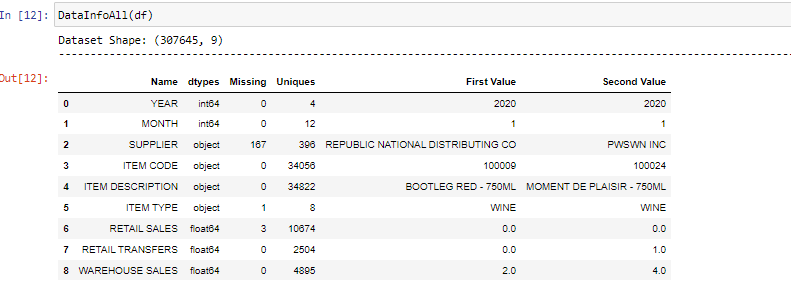 In [12]: DataInfoAll(df)
Dataset Shape: (307645, 9)
Out[12]:
Name dtypes Missing Uniques First Value Second Value
0 YEAR int64 0 4 2020 2020
1 MONTH int64 0 12 1 1
2 SUPPLIER object 167 396 REPUBLIC NATIONAL DISTRIBUTING CO PWSWN INC
3 ITEM CODE object 0 34056 100009 100024
4 ITEM DESCRIPTION object 0 34822 BOOTLEG RED - 750ML MOMENT DE PLAISIR - 750ML
5 ITEM TYPE object 1 8 WINE WINE
6 RETAIL SALES float64 3 10674 0.0 0.0
7 RETAIL TRANSFERS float64 0 2504 0.0 1.0
8 WAREHOUSE SALES float64 0 4895 2.0 4.0